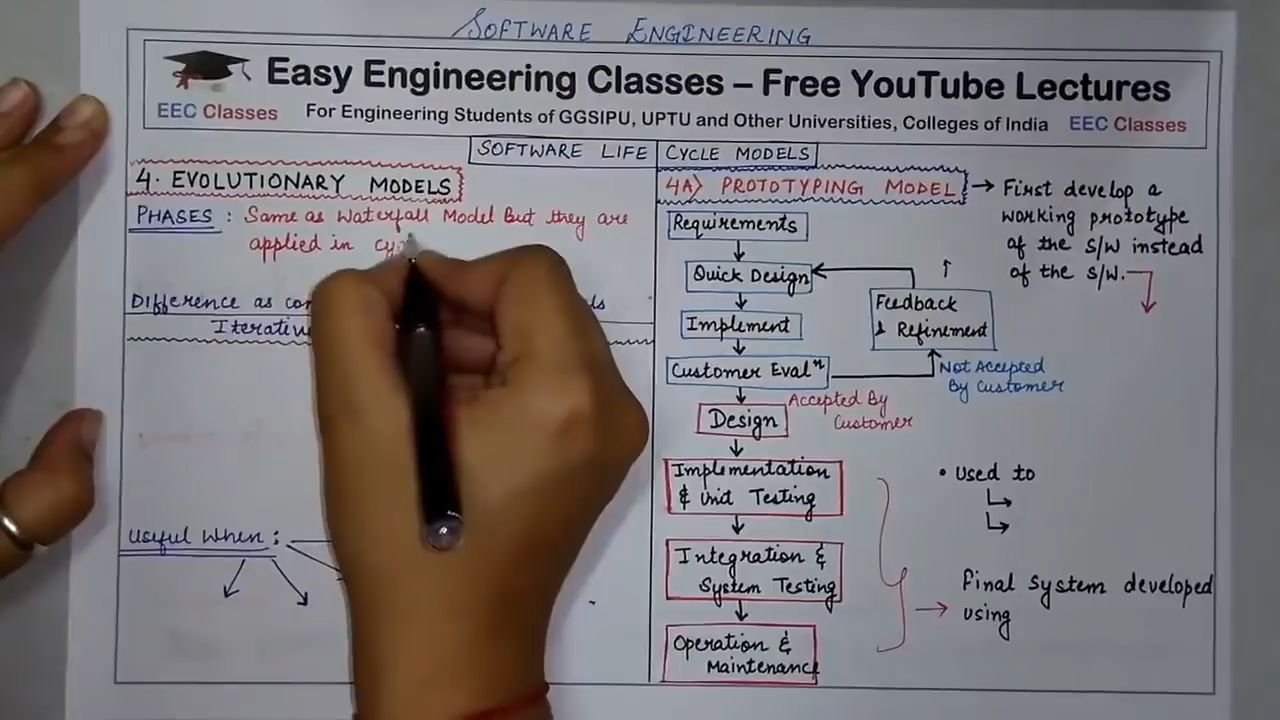 SOFTWARE ENGINEERING
Easy Engineering Classes – Free YouTube Lectures
EEC Classes For Engineering Students of GGSIPU, UPTU and Other Universities, Colleges of India EEC Classes
SOFTWARE LIFE CYCLE MODELS
4. EVOLUTIONARY MODELS
PHASES : Same as Waterfall Model But they are
applied in
Difference as
Useful When :
4A) PROTOTYPING MODEL → First develop a
working prototype
of the S/W instead
of the S/W.
Requirements
Quick Design
Implement
Customer Evalⁿ
Feedback
& Refinement
Not Accepted
By Customer
Accepted By
Customer
Design
Implementation
& Unit Testing
Integration &
System Testing
Operation &
Maintenance
• Used to
Final System developed
using